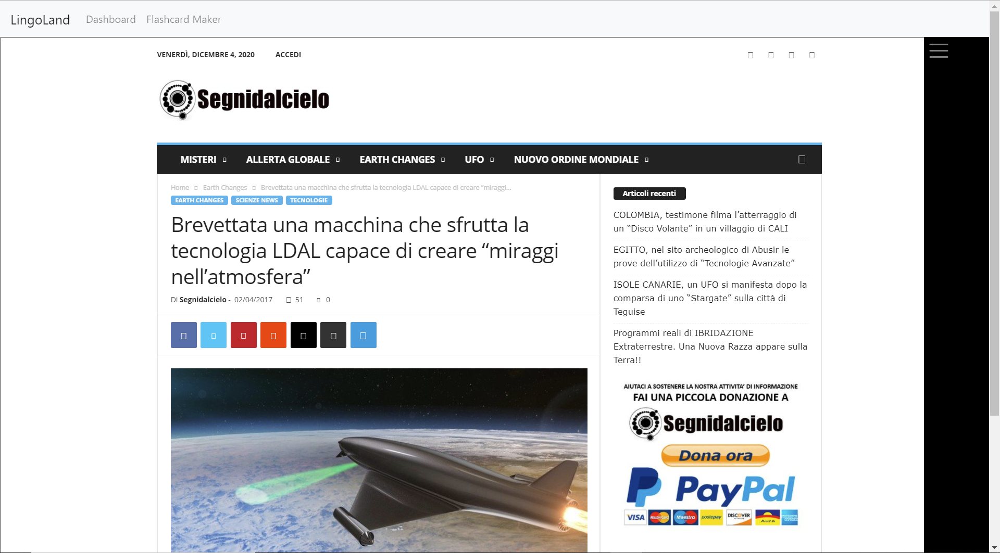 LingoLand
Dashboard
Flashcard Maker
VENERDÌ, DICEMBRE 4, 2020
ACCEDI
Segnidalcielo
MISTERI
ALLERTA GLOBALE
EARTH CHANGES
UFO
NUOVO ORDINE MONDIALE
Home
Earth Changes
Brevettata una macchina che sfrutta la tecnologia LDAL capace di creare “miraggi...
EARTH CHANGES
SCIENZE NEWS
TECNOLOGIE
Brevettata una macchina che sfrutta la
tecnologia LDAL capace di creare “miraggi
nell’atmosfera”
Di Segnidalcielo - 02/04/2017
51
0
Articoli recenti
COLOMBIA, testimone filma l’atterraggio di
un “Disco Volante” in un villaggio di CALI
EGITTO, nel sito archeologico di Abusir le
prove dell’utilizzo di “Tecnologie Avanzate”
ISOLE CANARIE, un UFO si manifesta dopo la
comparsa di uno “Stargate” sulla città di
Teguise
Programmi reali di IBRIDAZIONE
Extraterrestre. Una Nuova Razza appare sulla
Terra!!
AIUTACI A SOSTENERE LA NOSTRA ATTIVITA’ DI INFORMAZIONE
FAI UNA PICCOLA DONAZIONE A
Segnidalcielo
Dona ora
PayPal
VISA
MasterCard
Maestro
postepay
DISCOVER
NETWORK
Aura
AMERICAN
EXPRESS